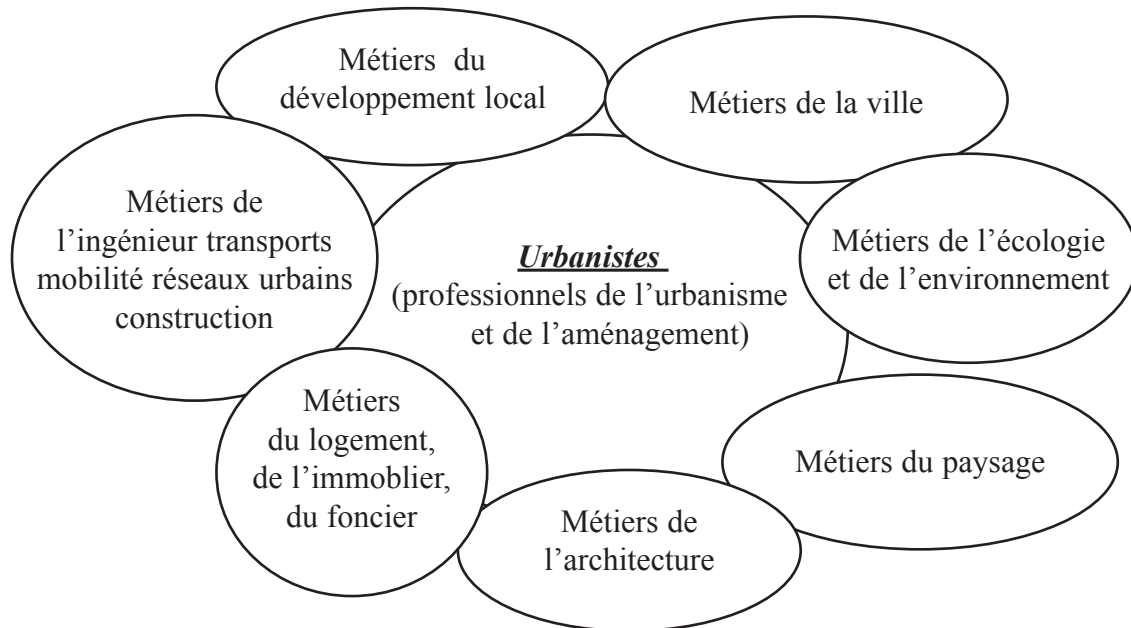 Métiers du
développement local
Métiers de la ville
Métiers de
l’ingénieur transports
mobilité réseaux urbains
construction
Urbanistes
(professionnels de l’urbanisme
et de l’aménagement)
Métiers de l’écologie
et de l’environnement
Métiers
du logement,
de l’immoblier,
du foncier
Métiers du paysage
Métiers de
l’architecture